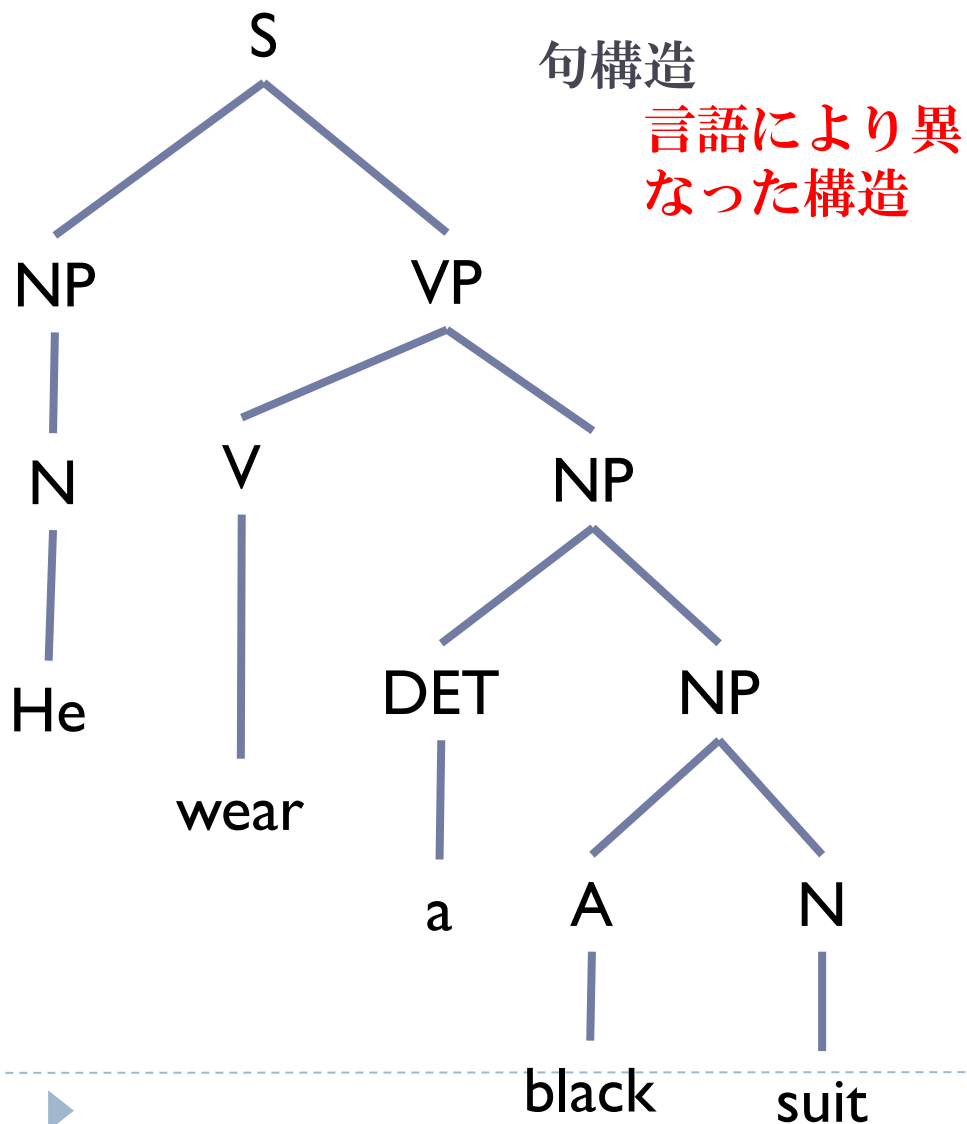 S
句構造
言語により異
なった構造
NP VP
N V NP
He DET NP
wear a A N
black suit